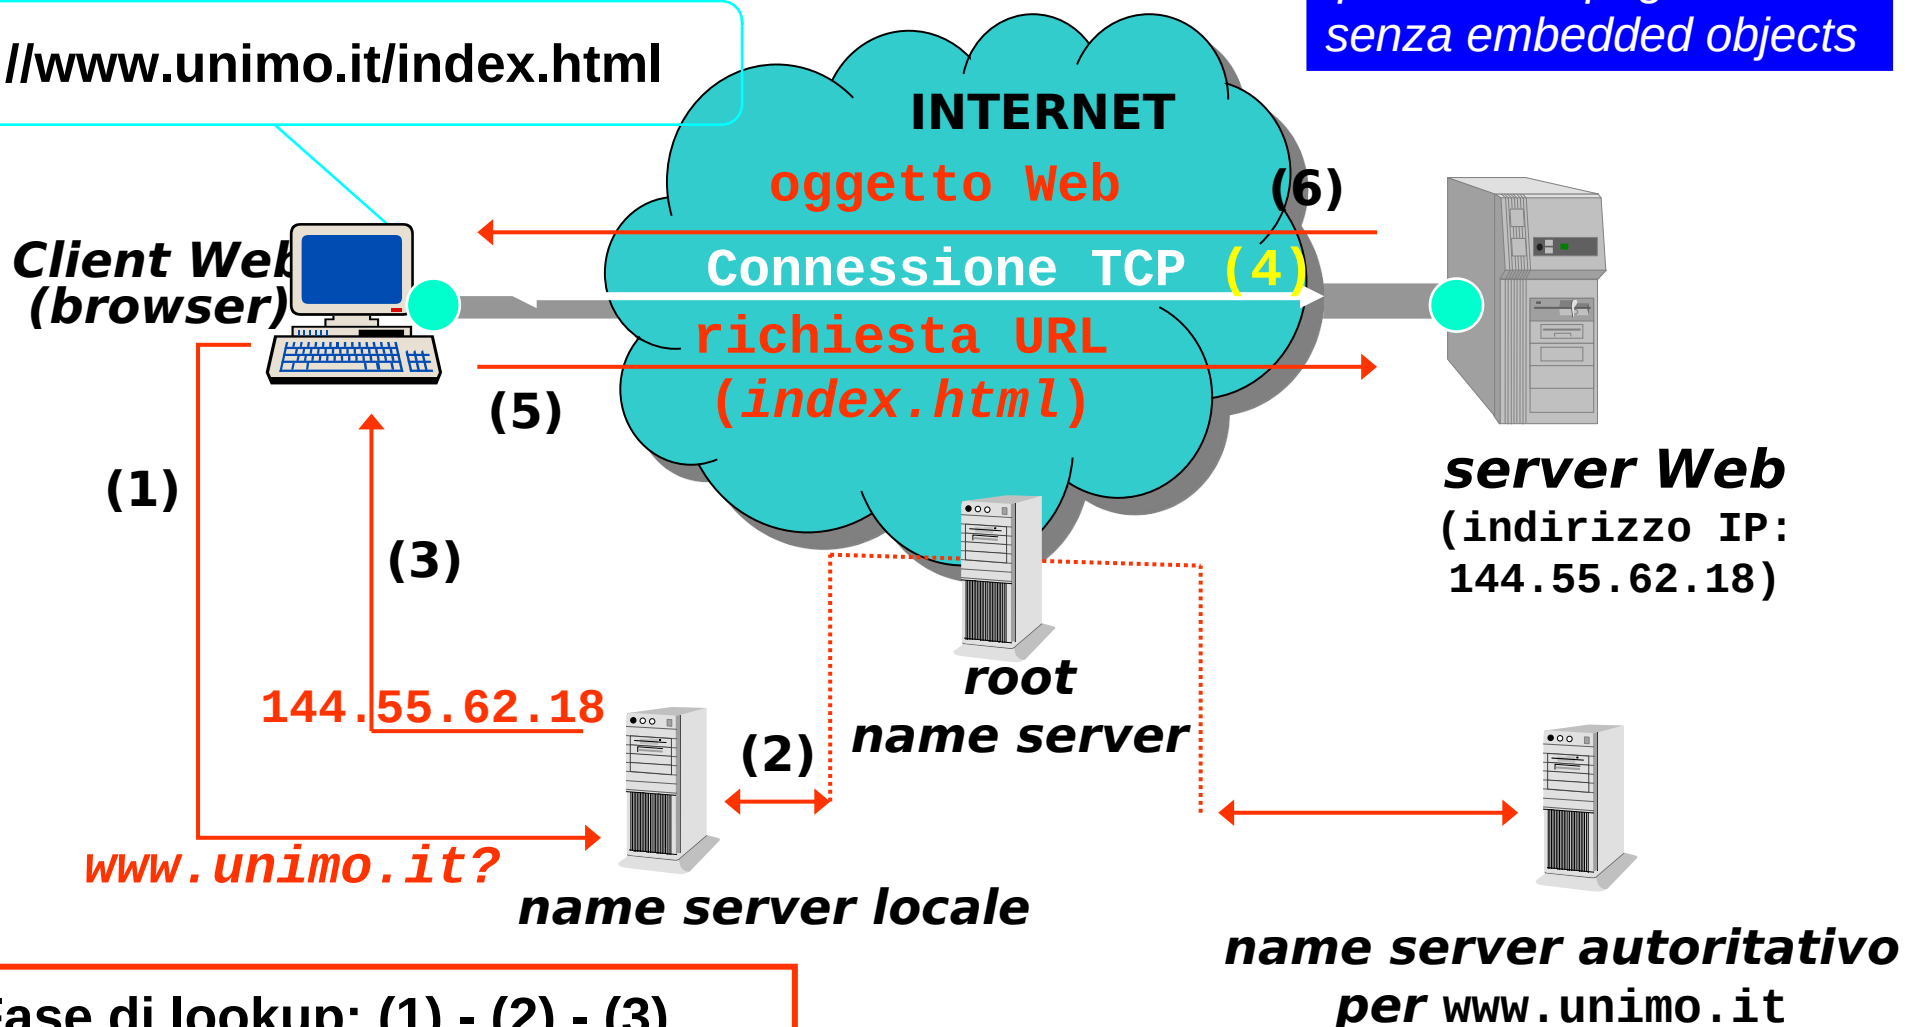 senza embedded objects
//www.unimo.it/index.html
INTERNET
oggetto Web
(6)
Client Web
(browser)
Connessione TCP (4)
richiesta URL
(index.html)
(5)
(1)
(3)
server Web
(indirizzo IP:
144.55.62.18)
root
name server
144.55.62.18
(2)
www.unimo.it?
name server locale
name server autoritativo
per www.unimo.it
Fase di lookup: (1) - (2) - (3)